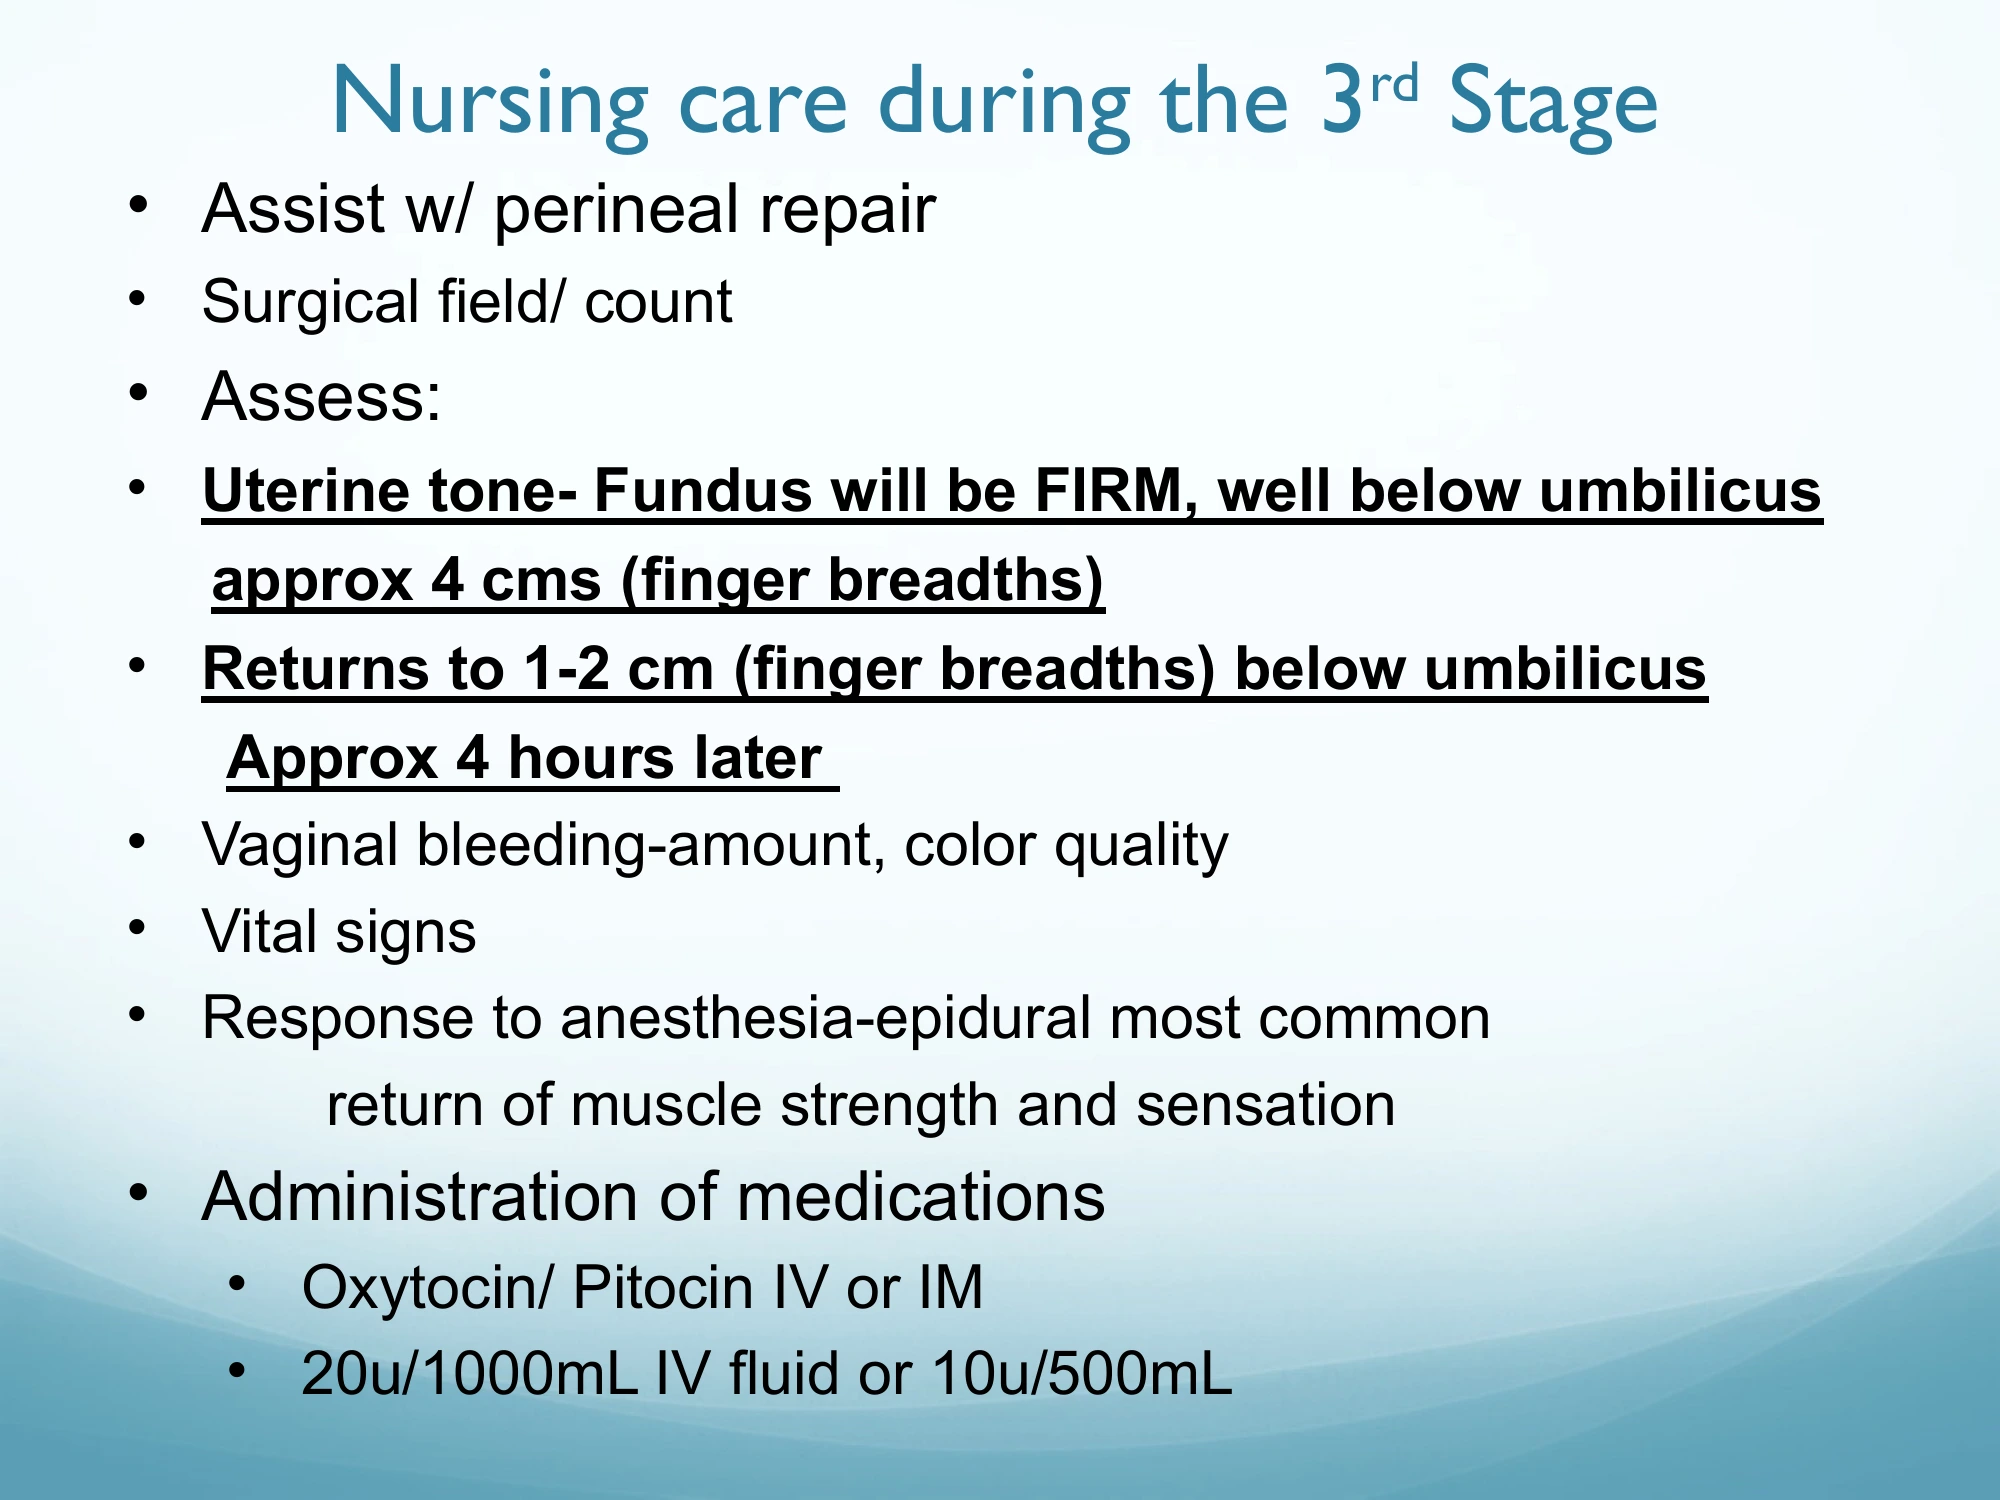 Nursing care during the 3rd Stage
• Assist w/ perineal repair
• Surgical field/ count
• Assess:
• Uterine tone- Fundus will be FIRM, well below umbilicus
approx 4 cms (finger breadths)
• Returns to 1-2 cm (finger breadths) below umbilicus
Approx 4 hours later
• Vaginal bleeding-amount, color quality
• Vital signs
• Response to anesthesia-epidural most common
return of muscle strength and sensation
• Administration of medications
• Oxytocin/ Pitocin IV or IM
• 20u/1000mL IV fluid or 10u/500mL